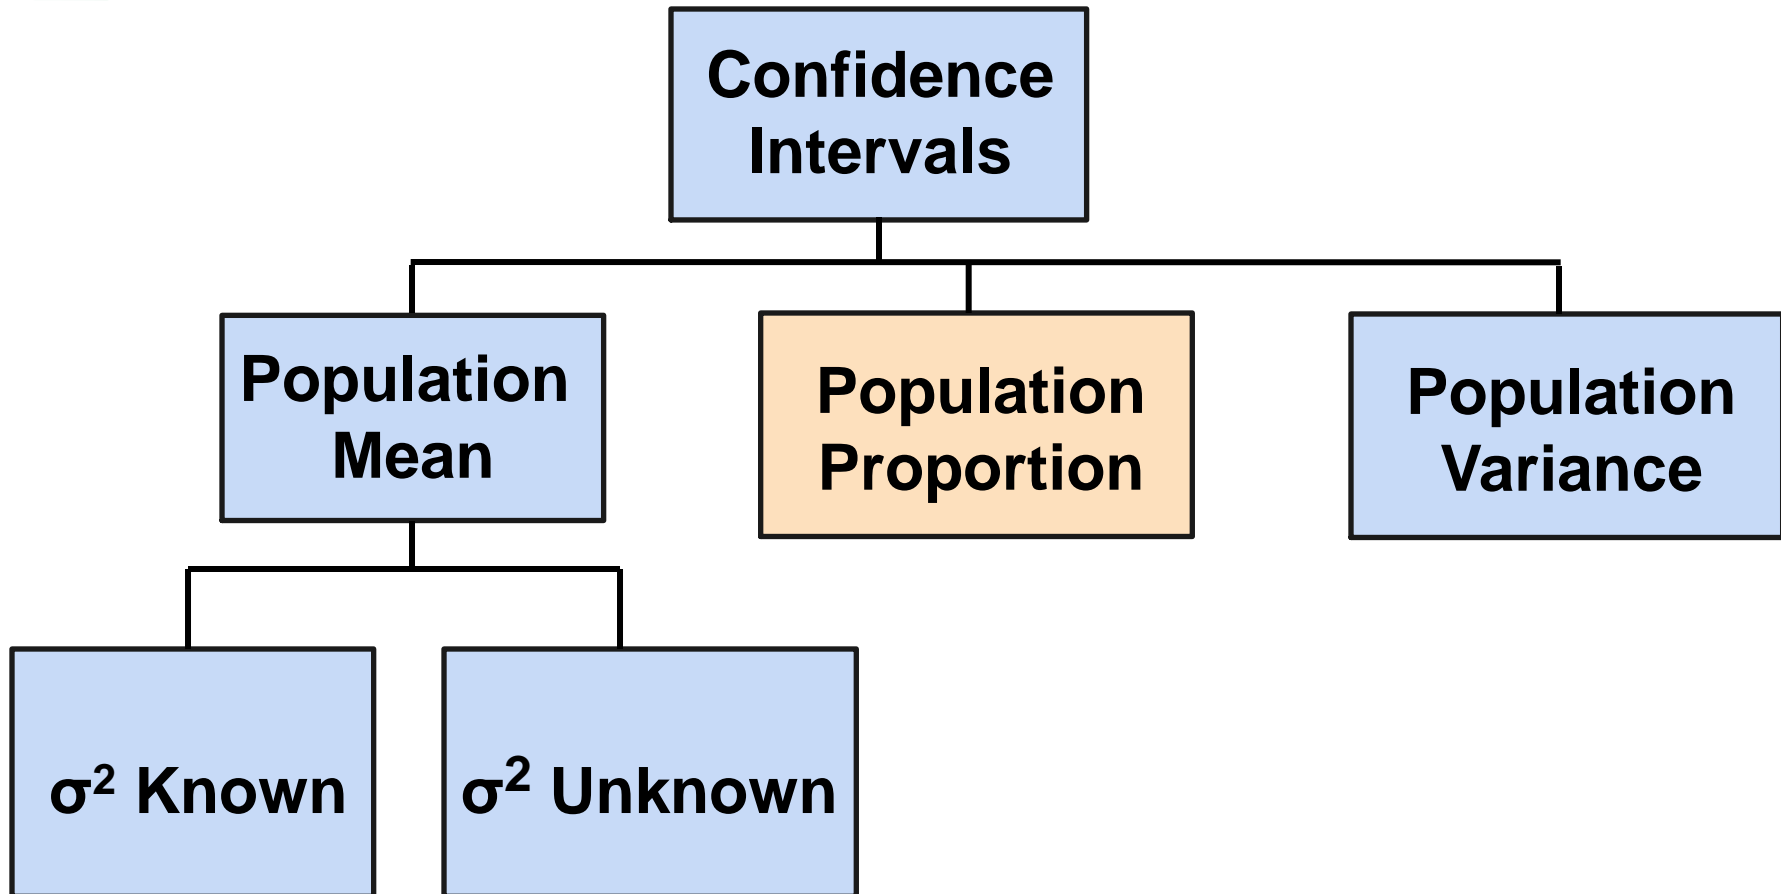 Confidence
Intervals
Population
Mean
Population
Proportion
Population
Variance
σ² Known
σ² Unknown